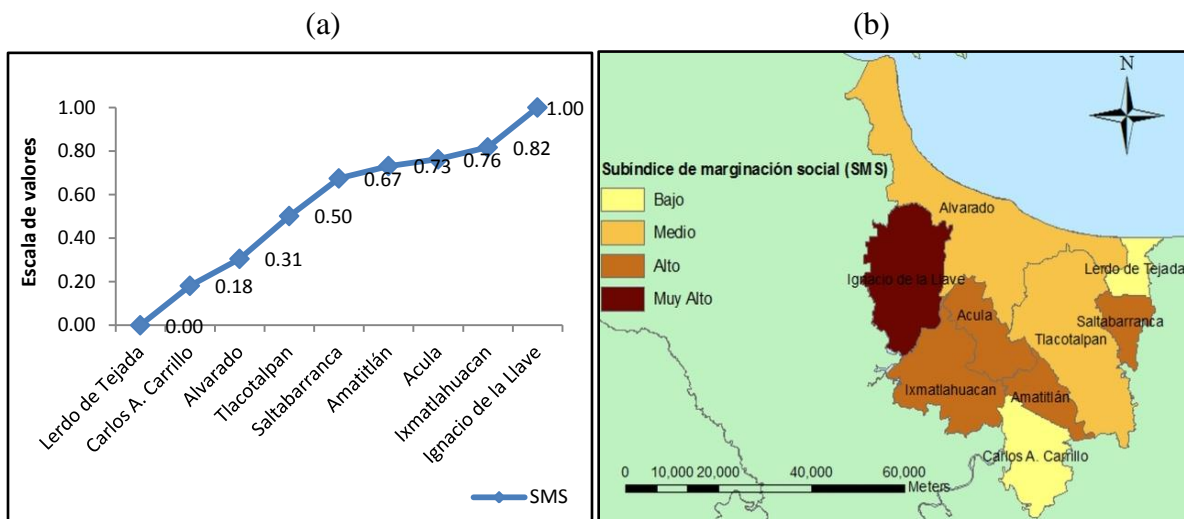 (a)
(b)
Escala de valores
1.00
0.80
0.60
0.40
0.20
0.00
0.00
0.18
0.31
0.50
0.67
0.73
0.76
0.82
1.00
Lerdo de Tejada
Carlos A. Carrillo
Alvarado
Tlacotalpan
Saltabarranca
Amatitlán
Acula
Ixmatlahuacan
Ignacio de la Llave
SMS
N
Subíndice de marginación social (SMS)
Bajo
Medio
Alto
Muy Alto
Alvarado
Lerdo de Tejada
Ignacio de la Llave
Acula
Saltabarranca
Tlacotalpan
Ixmatlahuacan
Amatitlán
Carlos A. Carrillo
0 10,000 20,000 40,000 60,000
Meters